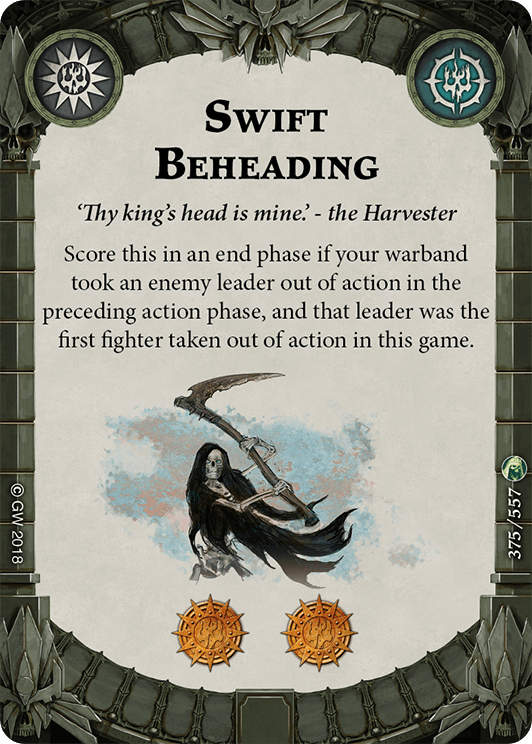 Swift
Beheading
‘Thy king’s head is mine.’ - the Harvester
Score this in an end phase if your warband
took an enemy leader out of action in the
preceding action phase, and that leader was the
first fighter taken out of action in this game.
© GW 2018
375/557